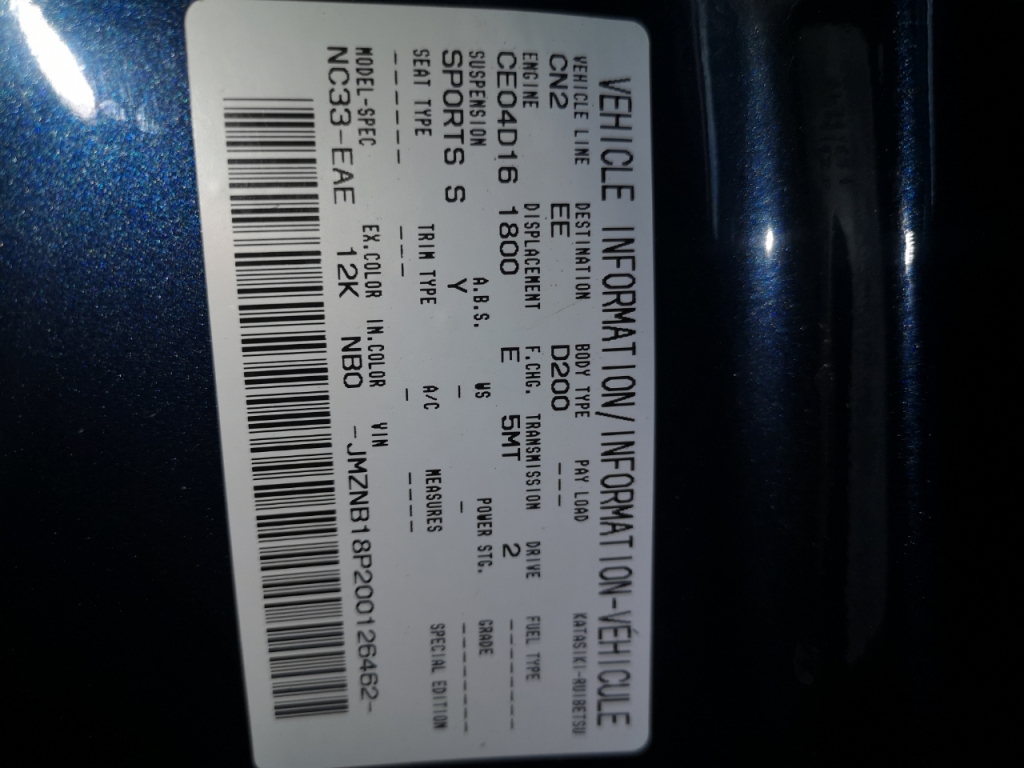 VEHICLE INFORMATION/INFORMATION-VÉHICULE
VEHICLE LINE DESTINATION BODY TYPE PAY LOAD KATASIKI-RUIBETSU
CN2 EE D200 ---
ENGINE DISPLACEMENT F.CHG. TRANSMISSION DRIVE FUEL TYPE
CE04D16 1800 E 5MT 2 -------
SUSPENSION A.B.S. WS POWER STG. GRADE
SPORTS S Y - - -------
SEAT TYPE TRIM TYPE A/C MEASURES SPECIAL EDITION
------ --- - ----
MODEL-SPEC EX.COLOR IN.COLOR VIN
NC33-EAE 12K NB0 -JMZNB18P200126462-